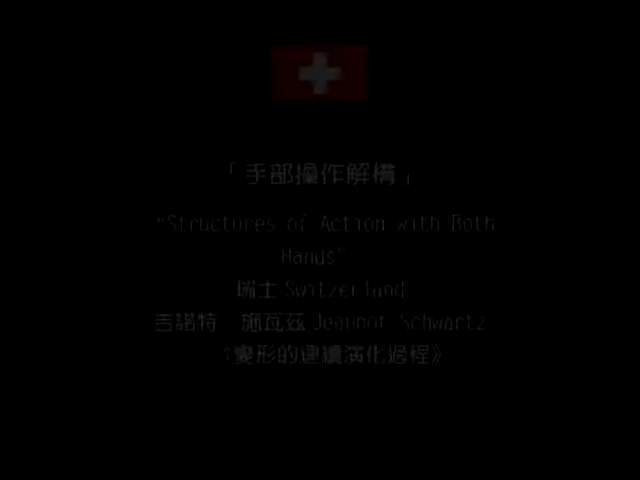 「手部操作解構」
“Structures of Action with Both
Hands”
瑞士 Switzerland
吉諾特 施瓦茲 Jeannot Schwartz
《變形的連續演化過程》